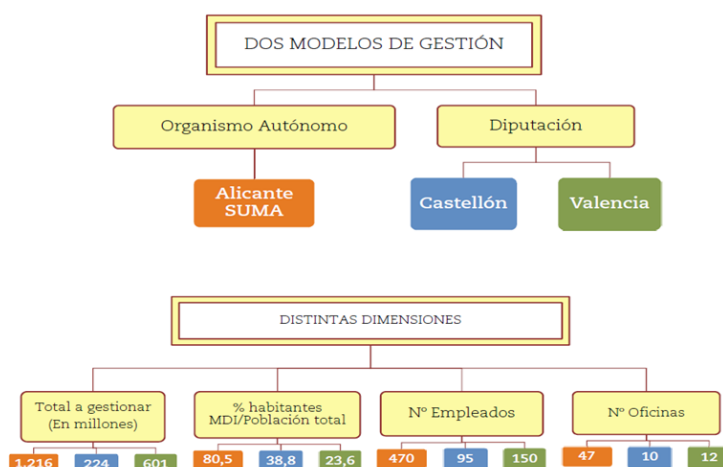 DOS MODELOS DE GESTIÓN
Organismo Autónomo
Diputación
Alicante
SUMA
Castellón
Valencia
DISTINTAS DIMENSIONES
Total a gestionar
(En millones)
% habitantes
MDI/Población total
Nº Empleados
Nº Oficinas
1.216
224
601
80,5
38,8
23,6
470
95
150
47
10
12